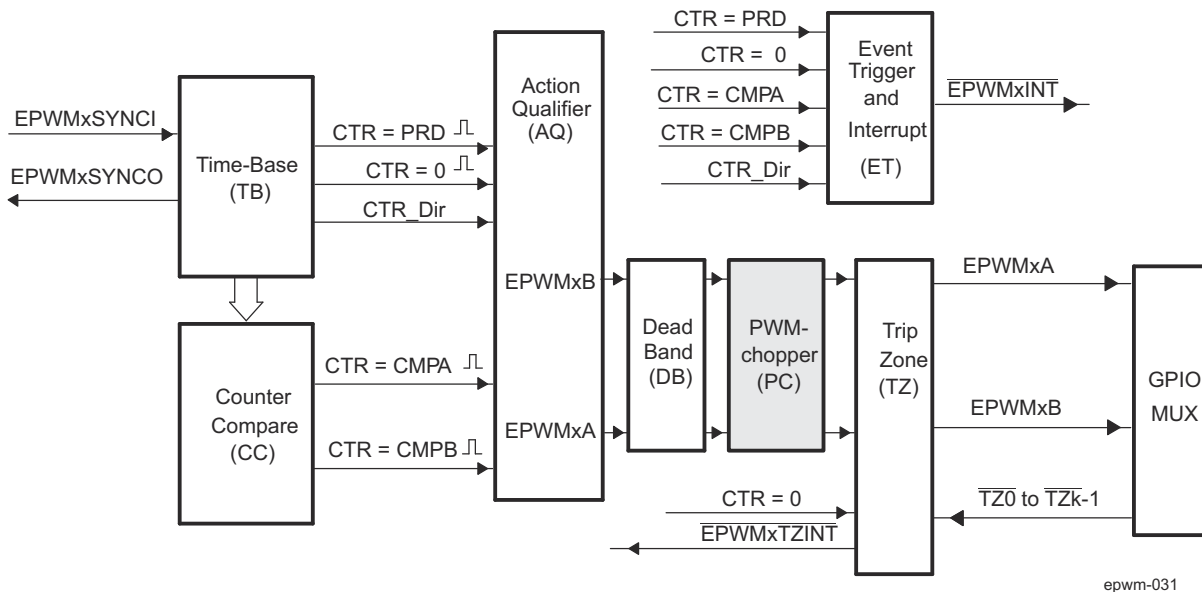 EPWMxSYNCI
EPWMxSYNCO
Time-Base
(TB)
CTR = PRD
CTR = 0
CTR_Dir
Counter
Compare
(CC)
CTR = CMPA
CTR = CMPB
Action
Qualifier
(AQ)
EPWMxB
EPWMxA
CTR = PRD
CTR = 0
CTR = CMPA
CTR = CMPB
CTR_Dir
Event
Trigger
and
Interrupt
(ET)
EPWMxINT
Dead
Band
(DB)
PWM-
chopper
(PC)
Trip
Zone
(TZ)
CTR = 0
EPWMxTZINT
EPWMxA
EPWMxB
TZ0 to TZk-1
GPIO
MUX
epwm-031